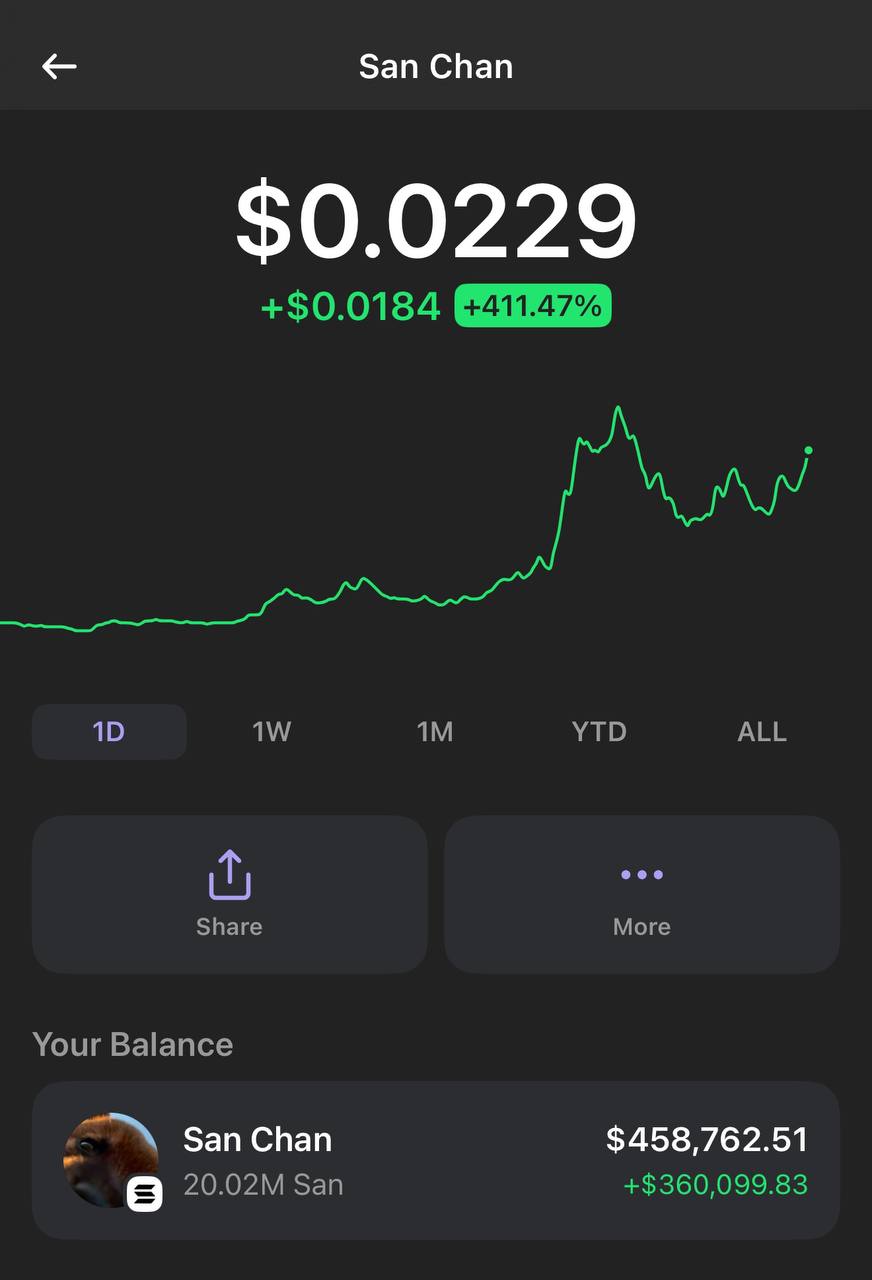 San Chan
$0.0229
+$0.0184 +411.47%
1D 1W 1M YTD ALL
Share More
Your Balance
San Chan $458,762.51
20.02M San +$360,099.83